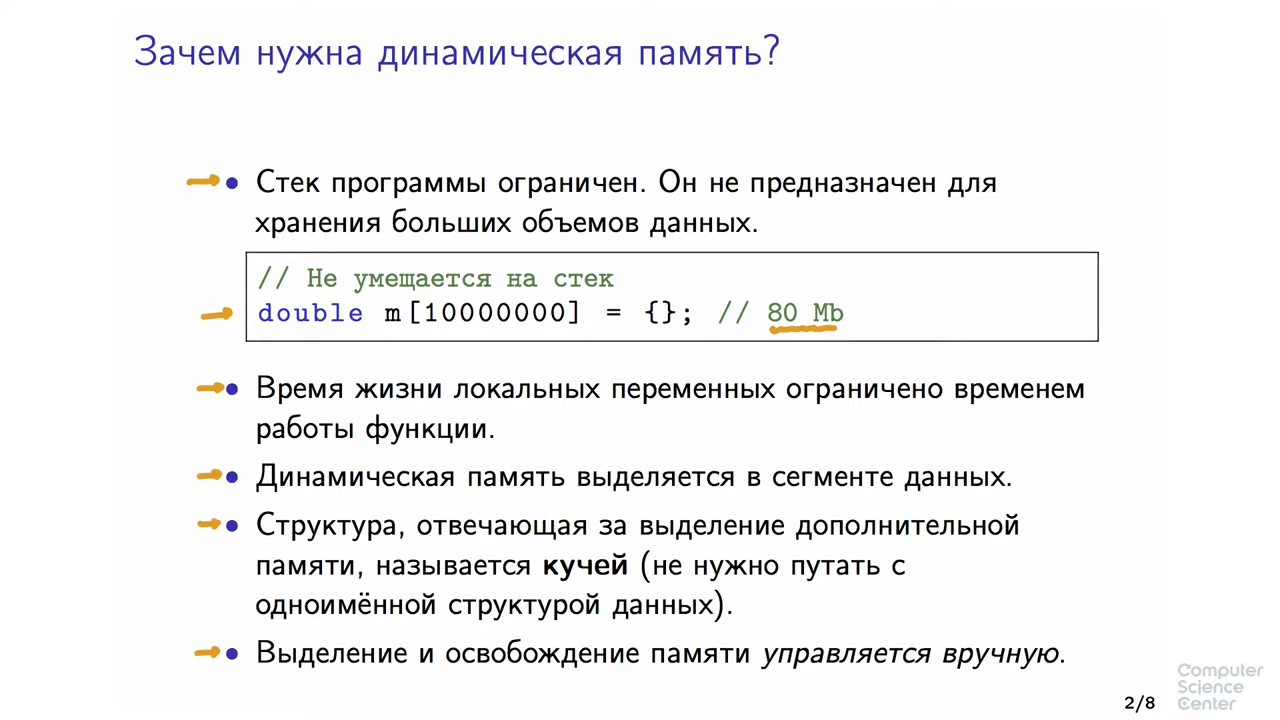 Зачем нужна динамическая память?
• Стек программы ограничен. Он не предназначен для
хранения больших объемов данных.
// Не умещается на стек
double m[10000000] = {}; // 80 Mb
• Время жизни локальных переменных ограничено временем
работы функции.
• Динамическая память выделяется в сегменте данных.
• Структура, отвечающая за выделение дополнительной
памяти, называется кучей (не нужно путать с
одноимённой структурой данных).
• Выделение и освобождение памяти управляется вручную.
2/8
Computer
Science
Center